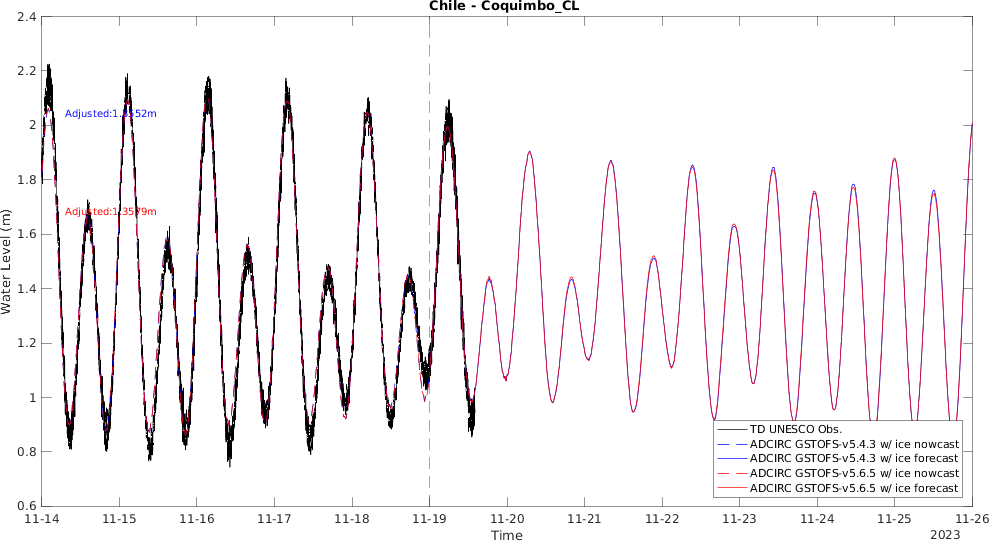 Chile - Coquimbo_CL
2.4
2.2
2
1.8
1.6
1.4
1.2
1
0.8
0.6
Water Level (m)
Adjusted:1.3552m
Adjusted:1.3579m
TD UNESCO Obs.
ADCIRC GSTOFS-v5.4.3 w/ ice nowcast
ADCIRC GSTOFS-v5.4.3 w/ ice forecast
ADCIRC GSTOFS-v5.6.5 w/ ice nowcast
ADCIRC GSTOFS-v5.6.5 w/ ice forecast
11-14 11-15 11-16 11-17 11-18 11-19 11-20 11-21 11-22 11-23 11-24 11-25 11-26
Time
2023